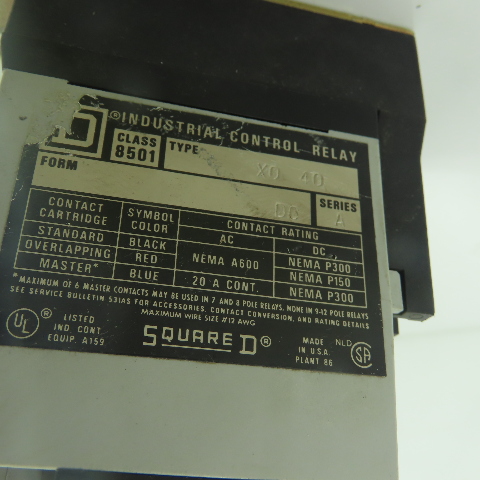 D ® INDUSTRIAL CONTROL RELAY
CLASS 8501 TYPE XO 40
FORM DC SERIES A
CONTACT CARTRIDGE SYMBOL COLOR CONTACT RATING
AC DC
STANDARD BLACK NEMA A600 NEMA P300
OVERLAPPING RED NEMA P150
MASTER* BLUE 20 A CONT. NEMA P300
*MAXIMUM OF 6 MASTER CONTACTS MAY BE USED IN 7 AND 8 POLE RELAYS. NONE IN 9-12 POLE RELAYS
SEE SERVICE BULLETIN 531AS FOR ACCESSORIES, CONTACT CONVERSION, AND RATING DETAILS
MAXIMUM WIRE SIZE #12 AWG
UL ® LISTED IND. CONT. EQUIP. A159
SQUARE D ®
MADE IN U.S.A. PLANT 86
NLD SA